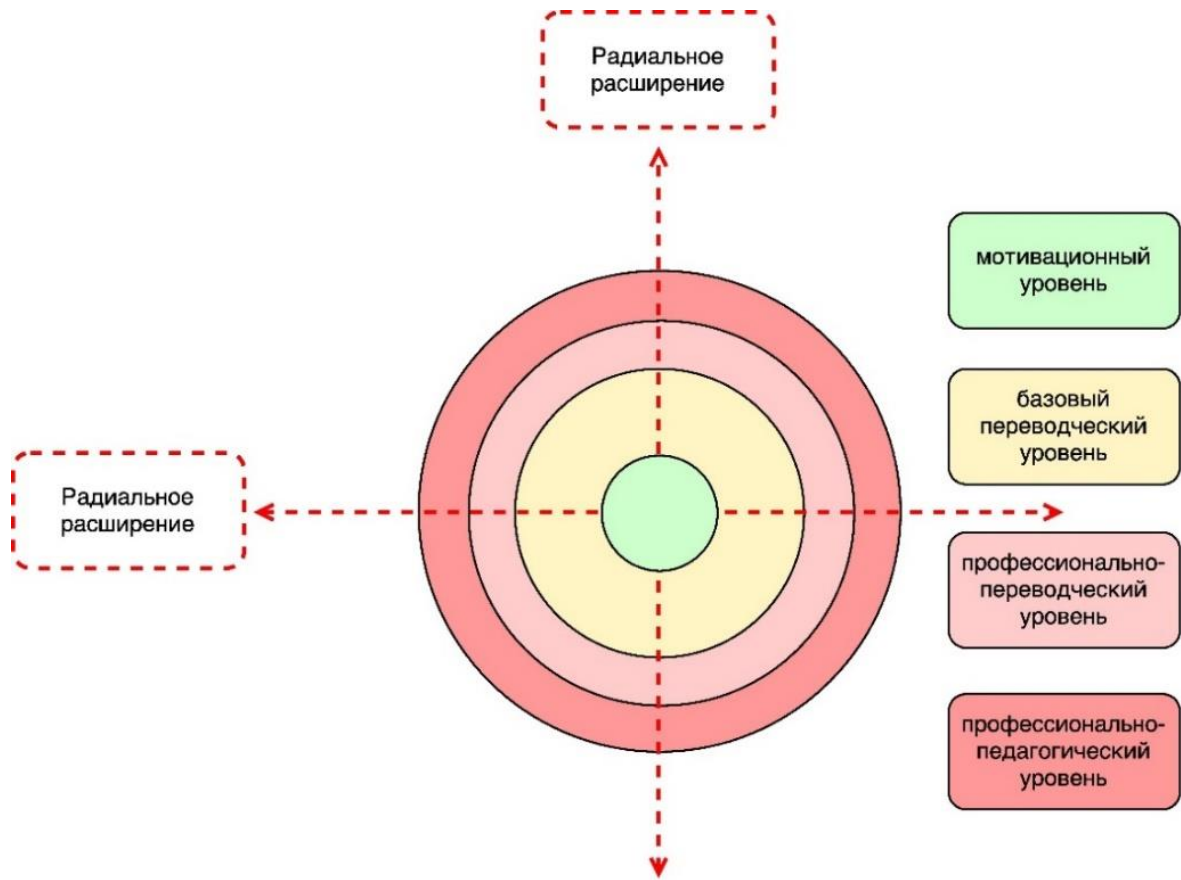 Радиальное
расширение
мотивационный
уровень
базовый
переводческий
уровень
Радиальное
расширение
профессионально-
переводческий
уровень
профессионально-
педагогический
уровень